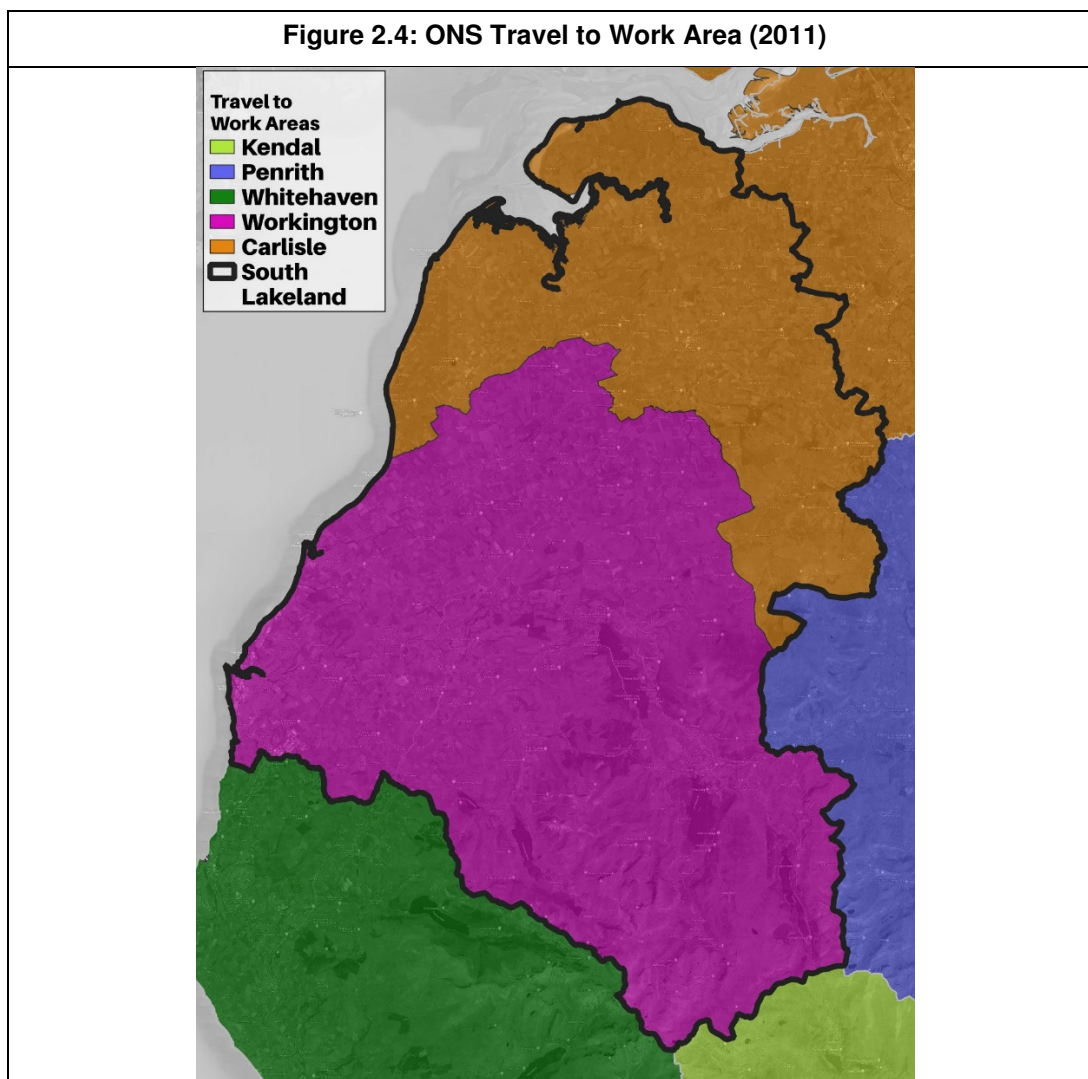 Figure 2.4: ONS Travel to Work Area (2011)
Travel to
Work Areas
Kendal
Penrith
Whitehaven
Workington
Carlisle
South
Lakeland